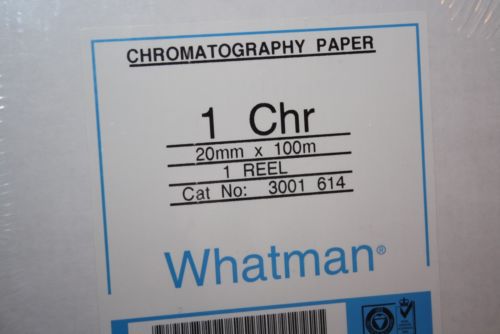 CHROMATOGRAPHY PAPER
1 Chr
20mm x 100m
1 REEL
Cat No: 3001 614
Whatman®